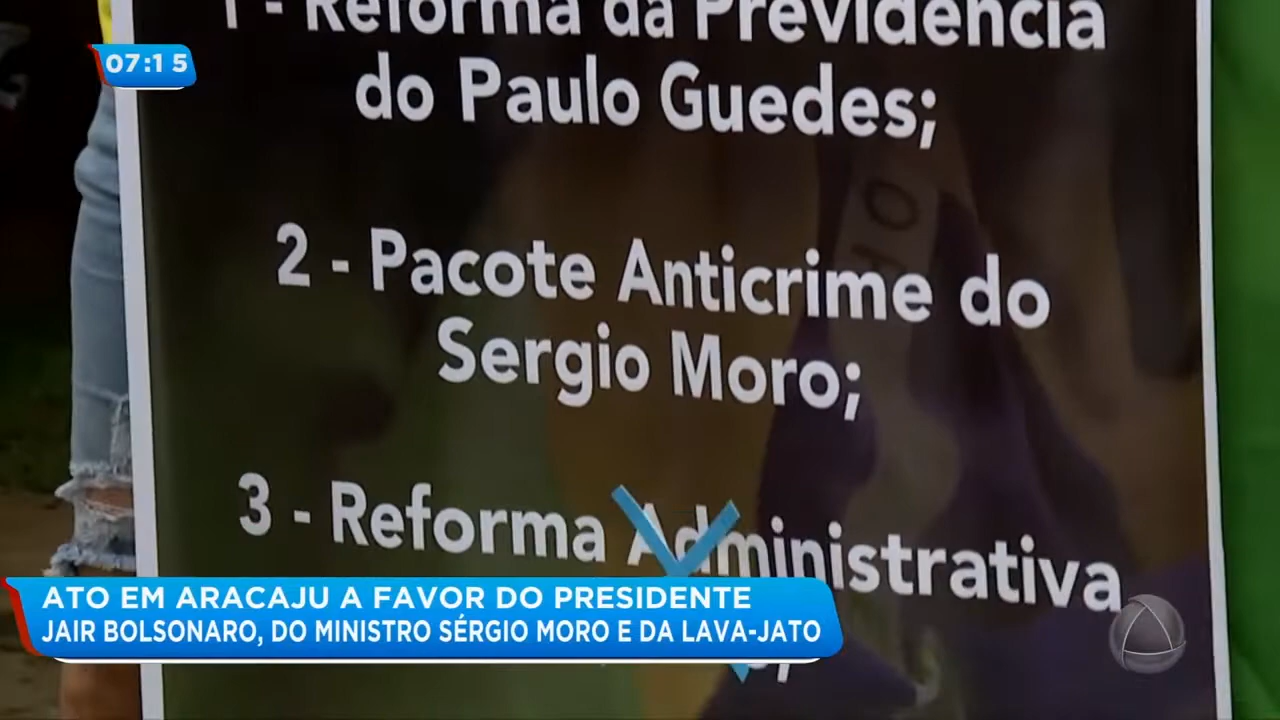 1 - Reforma da Previdência
07:15
do Paulo Guedes;
2 - Pacote Anticrime do
Sergio Moro;
3 - Reforma Administrativa
ATO EM ARACAJU A FAVOR DO PRESIDENTE
JAIR BOLSONARO, DO MINISTRO SÉRGIO MORO E DA LAVA-JATO